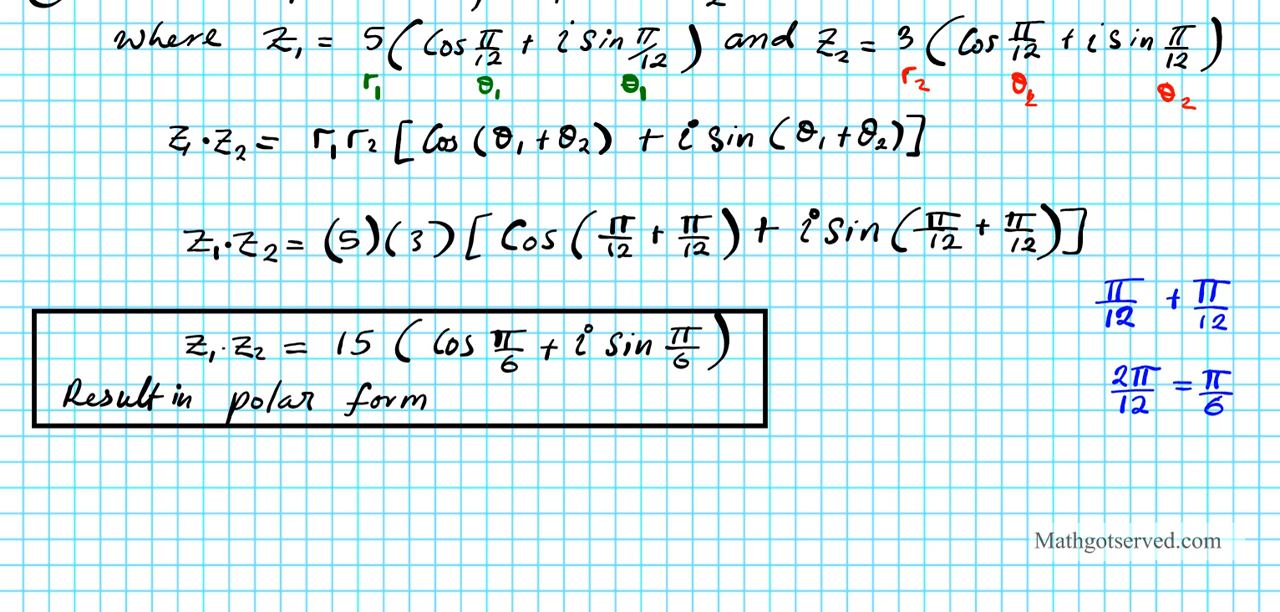 where z₁ = 5(cos π/12 + i sin π/12) and z₂ = 3(cos π/12 + i sin π/12)
r₁ θ₁ θ₁ r₂ θ₂ θ₂
z₁·z₂ = r₁r₂[cos(θ₁+θ₂) + i sin(θ₁+θ₂)]
z₁·z₂ = (5)(3)[cos(π/12 + π/12) + i sin(π/12 + π/12)]
π/12 + π/12
z₁·z₂ = 15(cos π/6 + i sin π/6)
2π/12 = π/6
Result in polar form
Mathgotserved.com